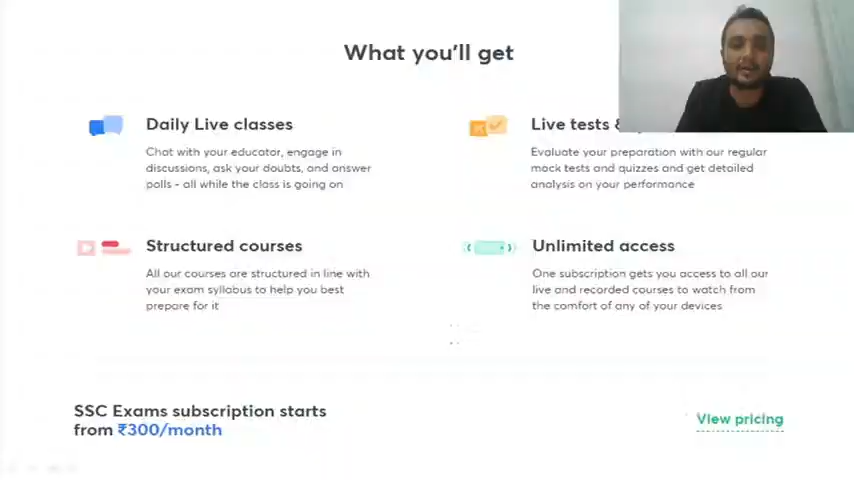 What you'll get
Daily Live classes
Chat with your educator, engage in
discussions, ask your doubts, and answer
polls - all while the class is going on
Live tests &
Evaluate your preparation with our regular
mock tests and quizzes and get detailed
analysis on your performance
Structured courses
All our courses are structured in line with
your exam syllabus to help you best
prepare for it
Unlimited access
One subscription gets you access to all our
live and recorded courses to watch from
the comfort of any of your devices
SSC Exams subscription starts
from ₹300/month
View pricing